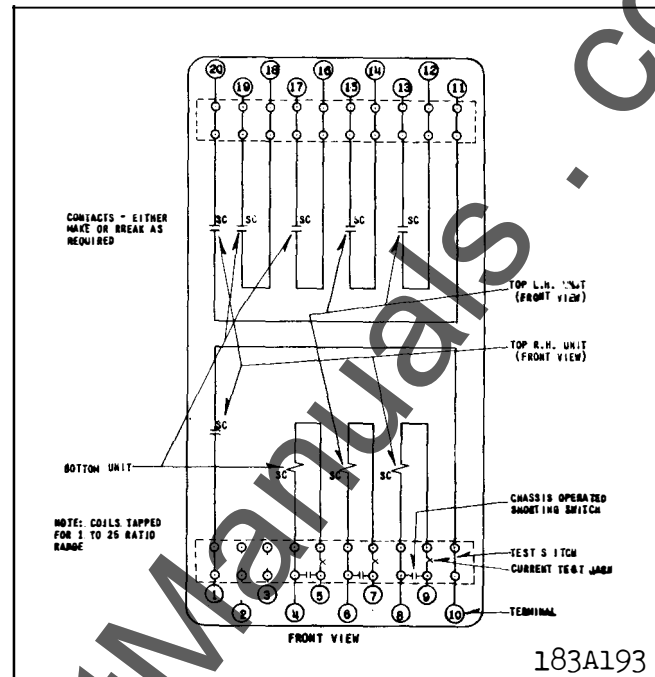 20 18 16 14 12
19 17 15 13 11
CONTACTS - EITHER
MAKE OR BREAK AS
REQUIRED
SC SC SC SC SC
TOP L.H. UNIT
(FRONT VIEW)
TOP R.H. UNIT
(FRONT VIEW)
SC
BOTTOM UNIT
SC SC SC
CHASSIS OPERATED
SHORTING SWITCH
NOTE: COILS TAPPED
FOR 1 TO 25 RATIO
RANGE
TEST S ITCH
CURRENT TEST JACK
1 3 5 7 9
2 4 6 8 10
TERMINAL
FRONT VIEW
183A193
Manuals . co